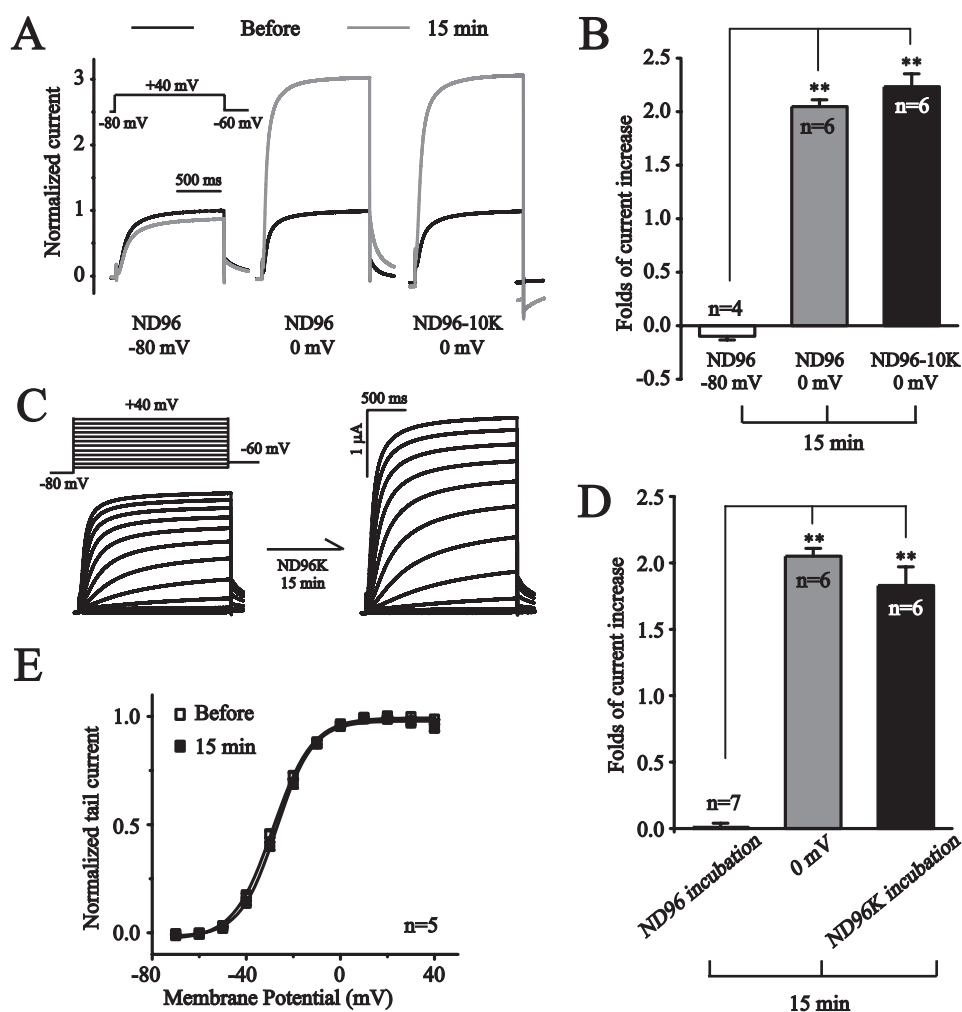 A
Before
15 min
Normalized current
3
2
1
0
+40 mV
-80 mV
-60 mV
500 ms
ND96
-80 mV
ND96
0 mV
ND96-10K
0 mV
B
Folds of current increase
2.5
2.0
1.5
1.0
0.5
0.0
-0.5
**
**
n=4
n=6
n=6
ND96
-80 mV
ND96
0 mV
ND96-10K
0 mV
15 min
C
+40 mV
-80 mV
-60 mV
ND96K
15 min
500 ms
1 μA
D
Folds of current increase
2.5
2.0
1.5
1.0
0.5
0.0
**
**
n=7
n=6
n=6
ND96 incubation
0 mV
ND96K incubation
15 min
E
Normalized tail current
1.0
0.5
0.0
Before
15 min
n=5
-80
-40
0
40
Membrane Potential (mV)